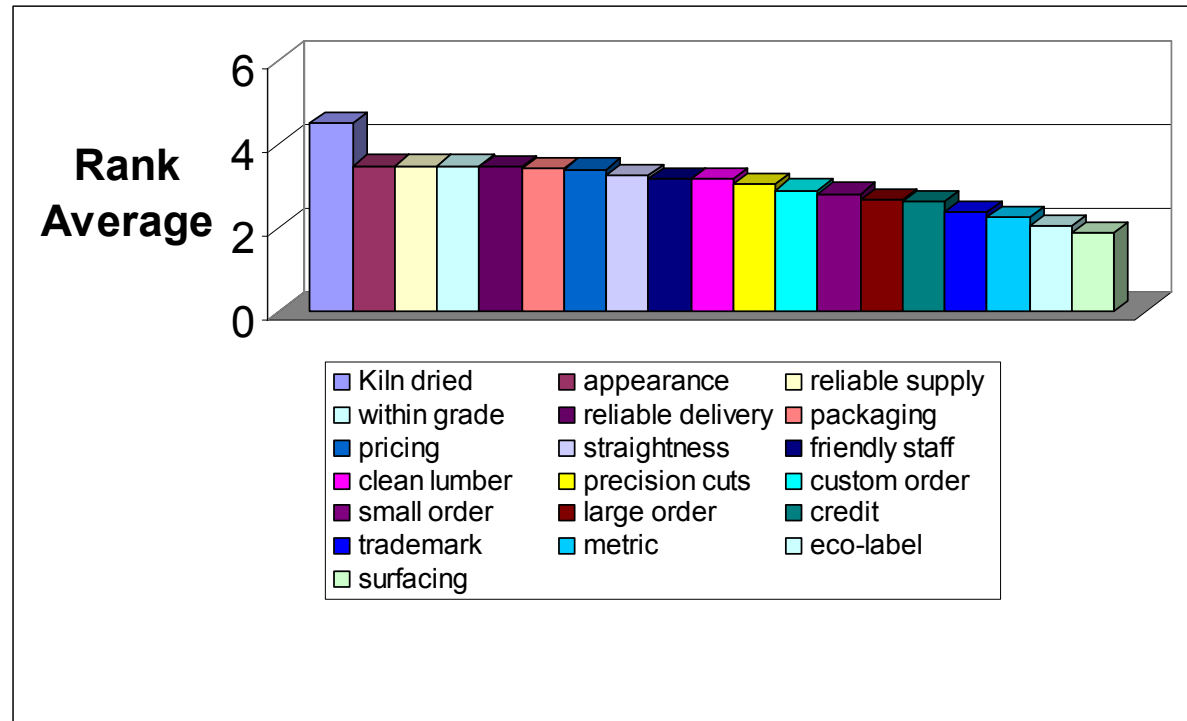 6
4
2
0
Rank
Average
Kiln dried appearance reliable supply
within grade reliable delivery packaging
pricing straightness friendly staff
clean lumber precision cuts custom order
small order large order credit
trademark metric eco-label
surfacing